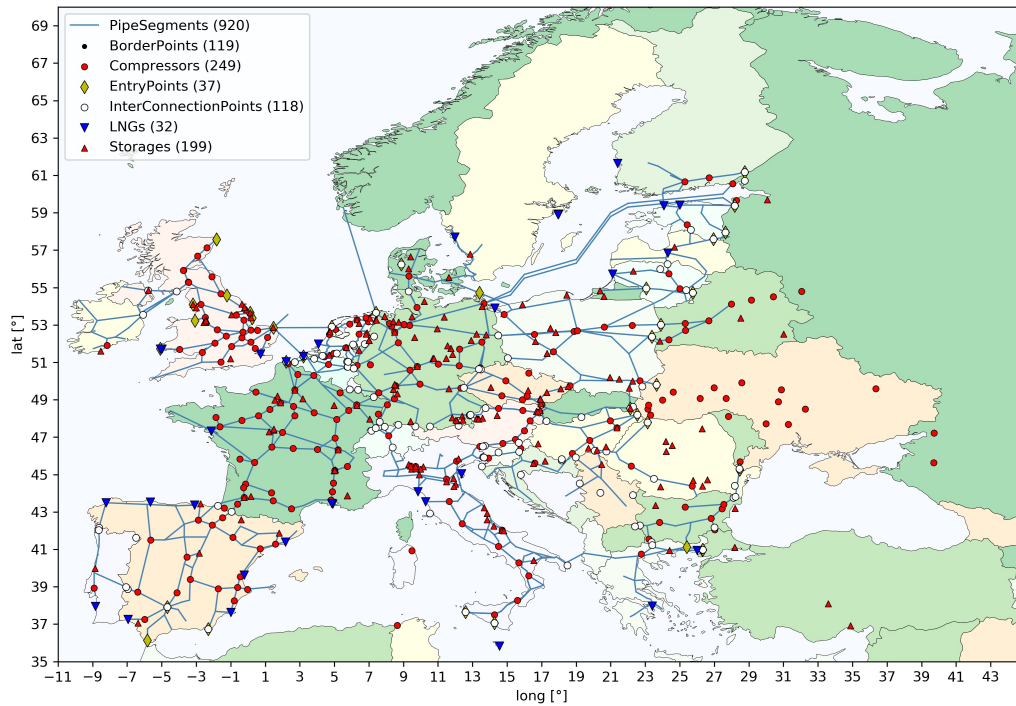 69
67
65
63
61
59
57
55
53
51
49
47
45
43
41
39
37
35
lat [°]
PipeSegments (920)
BorderPoints (119)
Compressors (249)
EntryPoints (37)
InterConnectionPoints (118)
LNGs (32)
Storages (199)
−11 −9 −7 −5 −3 −1 1 3 5 7 9 11 13 15 17 19 21 23 25 27 29 31 33 35 37 39 41 43
long [°]